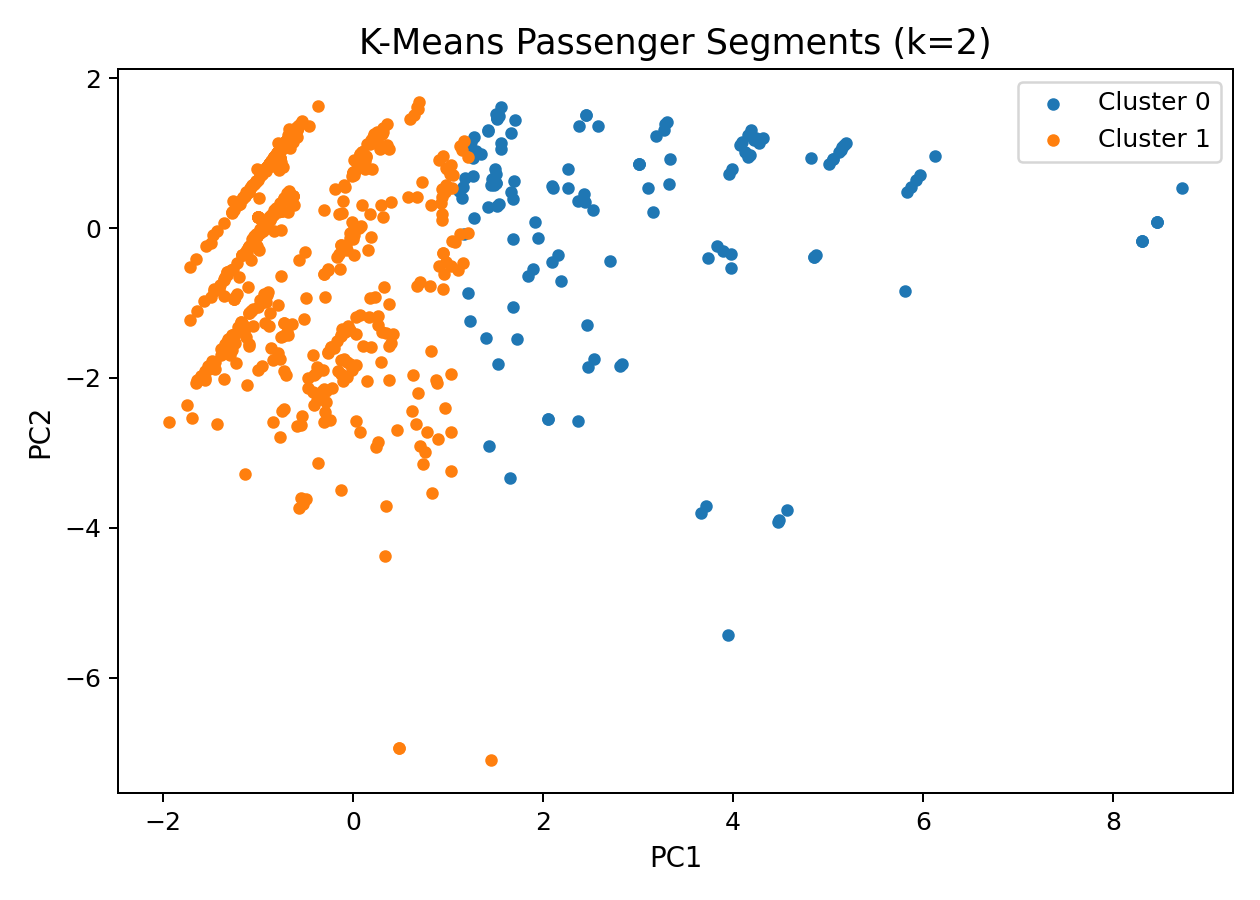 K-Means Passenger Segments (k=2)
Cluster 0
Cluster 1
2
0
−2
−4
−6
PC2
−2
0
2
4
6
8
PC1